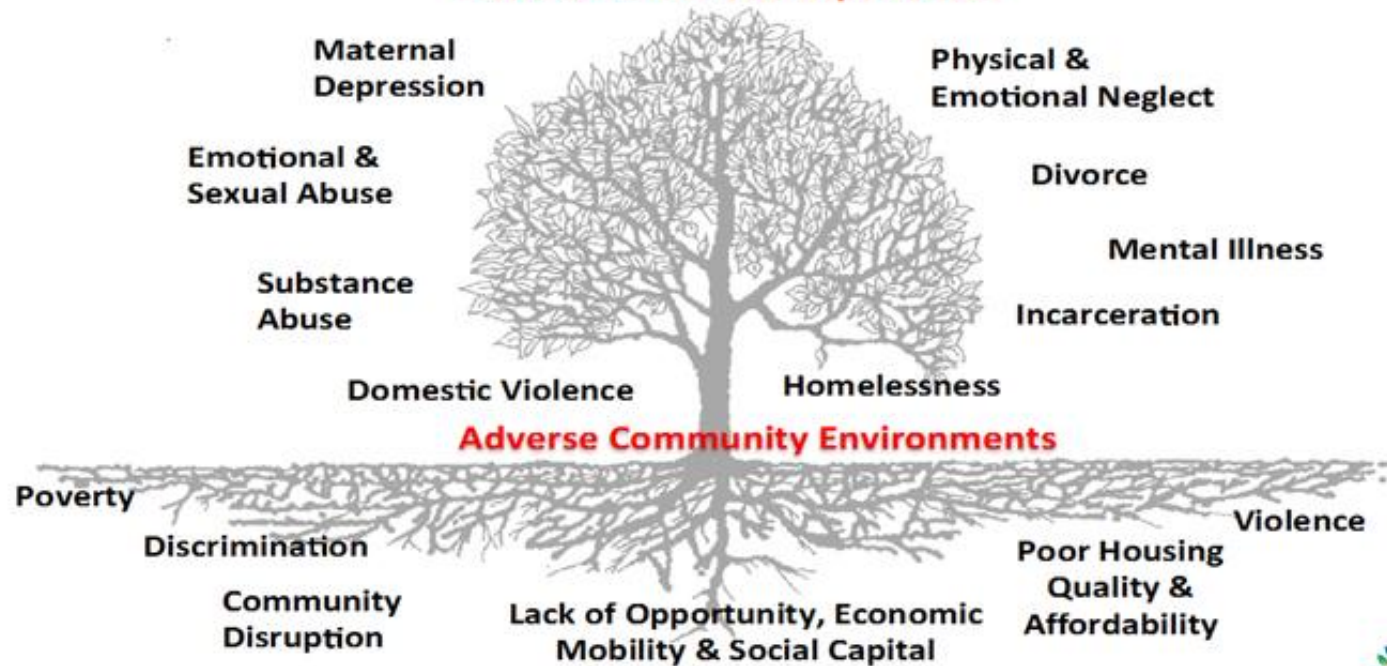 Maternal
Depression
Physical &
Emotional Neglect
Emotional &
Sexual Abuse
Divorce
Mental Illness
Substance
Abuse
Incarceration
Domestic Violence
Homelessness
Adverse Community Environments
Poverty
Violence
Discrimination
Poor Housing
Quality &
Affordability
Community
Disruption
Lack of Opportunity, Economic
Mobility & Social Capital